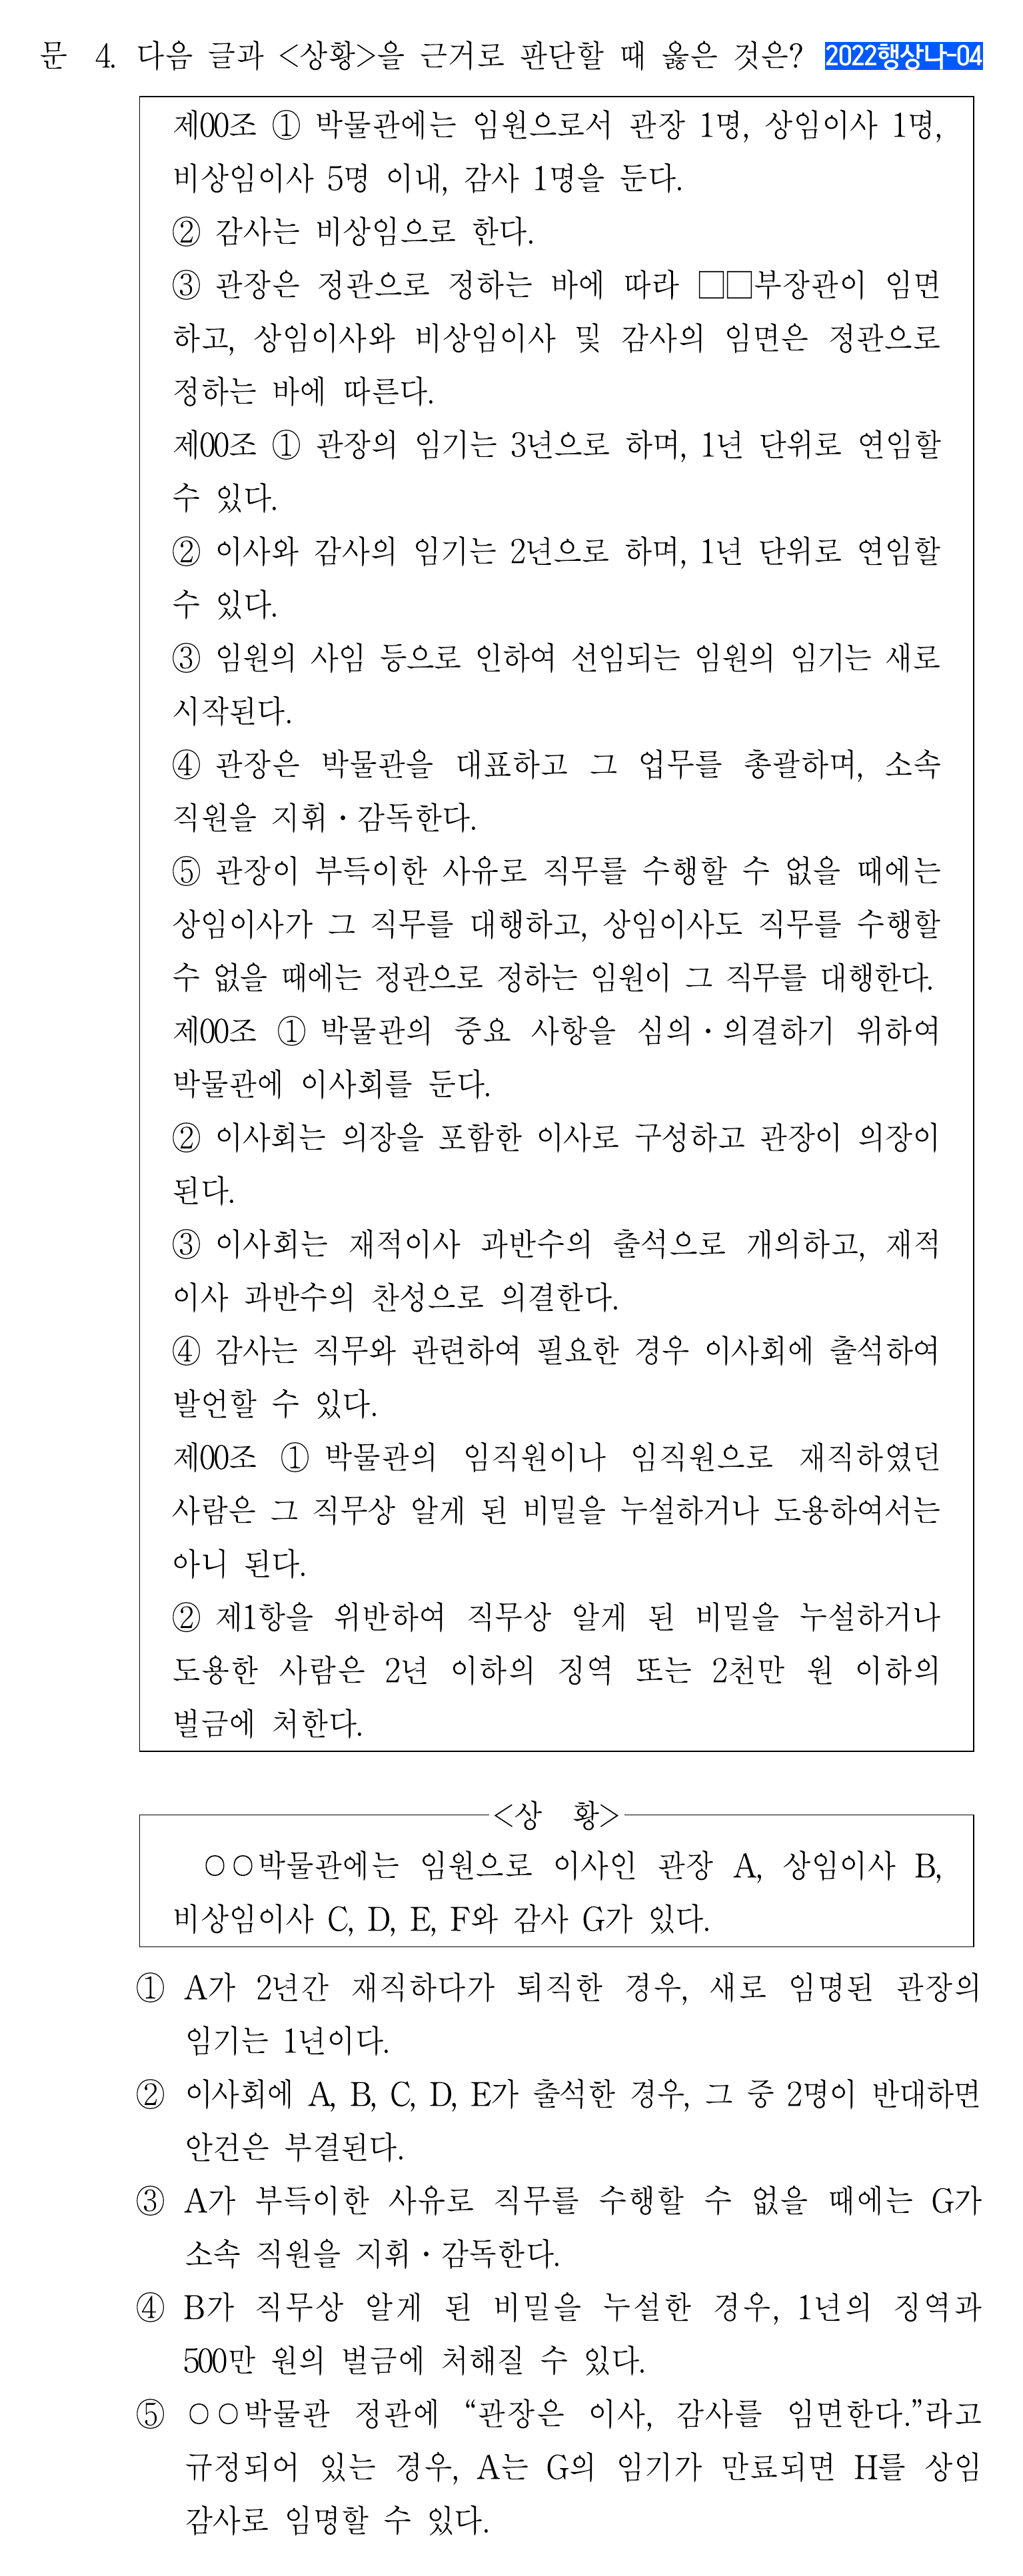 문 4. 다음 글과 <상황>을 근거로 판단할 때 옳은 것은? 2022행상나-04
제00조 ① 박물관에는 임원으로서 관장 1명, 상임이사 1명,
비상임이사 5명 이내, 감사 1명을 둔다.
② 감사는 비상임으로 한다.
③ 관장은 정관으로 정하는 바에 따라 □□부장관이 임면
하고, 상임이사와 비상임이사 및 감사의 임면은 정관으로
정하는 바에 따른다.
제00조 ① 관장의 임기는 3년으로 하며, 1년 단위로 연임할
수 있다.
② 이사와 감사의 임기는 2년으로 하며, 1년 단위로 연임할
수 있다.
③ 임원의 사임 등으로 인하여 선임되는 임원의 임기는 새로
시작된다.
④ 관장은 박물관을 대표하고 그 업무를 총괄하며, 소속
직원을 지휘·감독한다.
⑤ 관장이 부득이한 사유로 직무를 수행할 수 없을 때에는
상임이사가 그 직무를 대행하고, 상임이사도 직무를 수행할
수 없을 때에는 정관으로 정하는 임원이 그 직무를 대행한다.
제00조 ① 박물관의 중요 사항을 심의·의결하기 위하여
박물관에 이사회를 둔다.
② 이사회는 의장을 포함한 이사로 구성하고 관장이 의장이
된다.
③ 이사회는 재적이사 과반수의 출석으로 개의하고, 재적
이사 과반수의 찬성으로 의결한다.
④ 감사는 직무와 관련하여 필요한 경우 이사회에 출석하여
발언할 수 있다.
제00조 ① 박물관의 임직원이나 임직원으로 재직하였던
사람은 그 직무상 알게 된 비밀을 누설하거나 도용하여서는
아니 된다.
② 제1항을 위반하여 직무상 알게 된 비밀을 누설하거나
도용한 사람은 2년 이하의 징역 또는 2천만 원 이하의
벌금에 처한다.
<상 황>
○○박물관에는 임원으로 이사인 관장 A, 상임이사 B,
비상임이사 C, D, E, F와 감사 G가 있다.
① A가 2년간 재직하다가 퇴직한 경우, 새로 임명된 관장의
임기는 1년이다.
② 이사회에 A, B, C, D, E가 출석한 경우, 그 중 2명이 반대하면
안건은 부결된다.
③ A가 부득이한 사유로 직무를 수행할 수 없을 때에는 G가
소속 직원을 지휘·감독한다.
④ B가 직무상 알게 된 비밀을 누설한 경우, 1년의 징역과
500만 원의 벌금에 처해질 수 있다.
⑤ ○○박물관 정관에 “관장은 이사, 감사를 임면한다.”라고
규정되어 있는 경우, A는 G의 임기가 만료되면 H를 상임
감사로 임명할 수 있다.